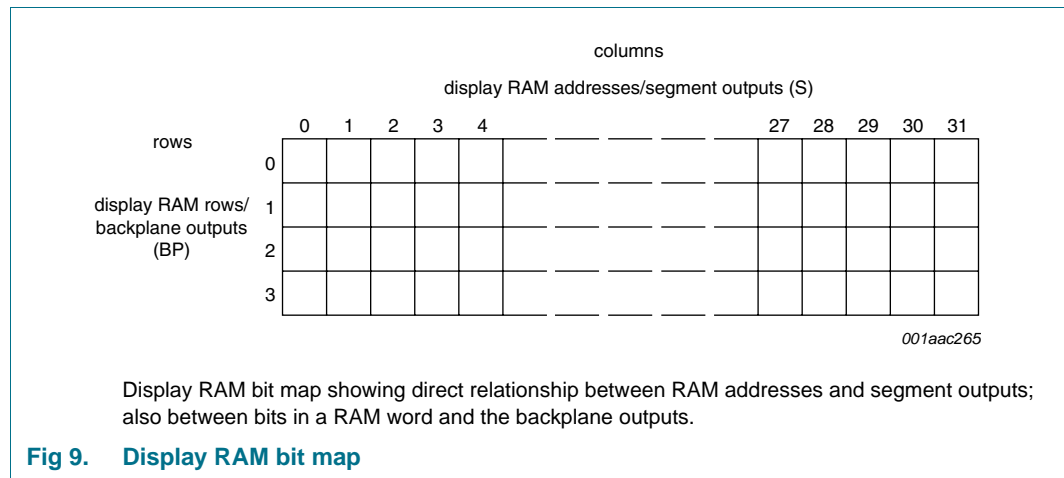 columns
display RAM addresses/segment outputs (S)
0 1 2 3 4 27 28 29 30 31
rows
0
display RAM rows/ 1
backplane outputs
(BP) 2
3
001aac265
Display RAM bit map showing direct relationship between RAM addresses and segment outputs;
also between bits in a RAM word and the backplane outputs.
Fig 9. Display RAM bit map